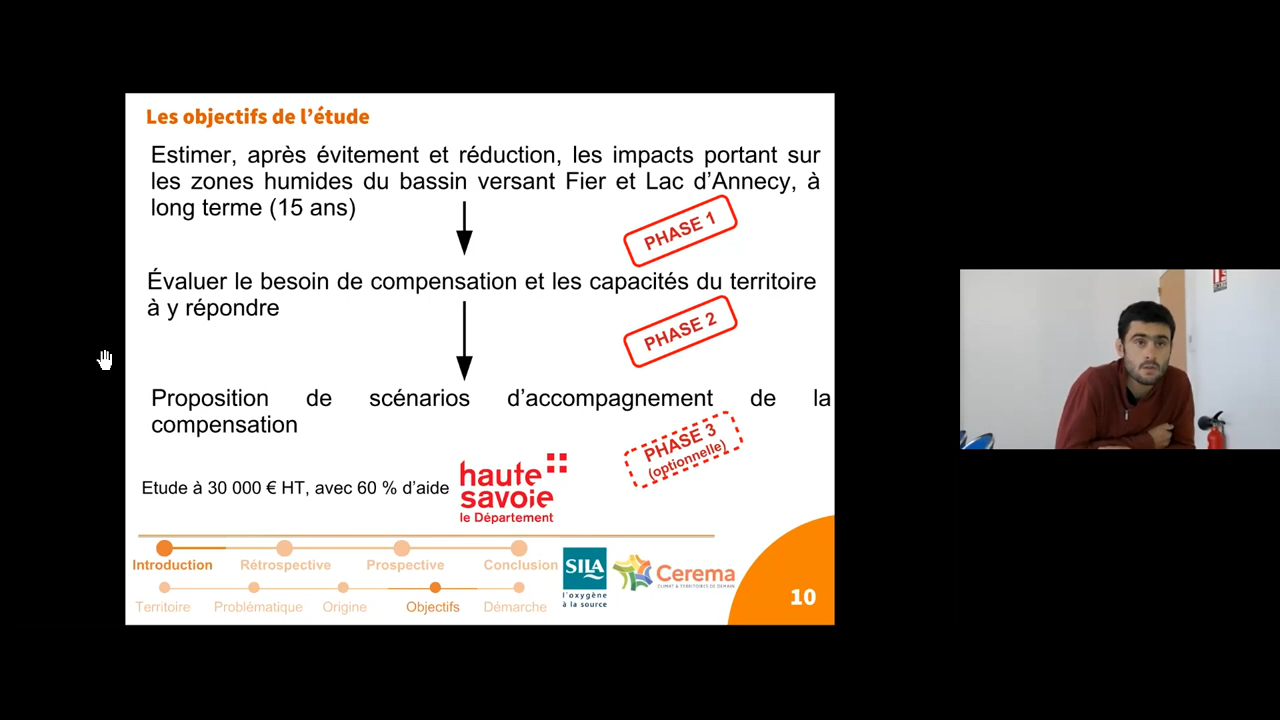 Les objectifs de l'étude
Estimer, après évitement et réduction, les impacts portant sur
les zones humides du bassin versant Fier et Lac d'Annecy, à
long terme (15 ans)
PHASE 1
Évaluer le besoin de compensation et les capacités du territoire
à y répondre
PHASE 2
Proposition de scénarios d'accompagnement de la
compensation
PHASE 3
(optionnelle)
Etude à 30 000 € HT, avec 60 % d'aide
haute
savoie
le Département
Introduction Rétrospective Prospective Conclusion
Territoire Problématique Origine Objectifs Démarche
SILA
l'oxygène
à la source
Cerema
CLIMAT & TERRITOIRES DE DEMAIN
10